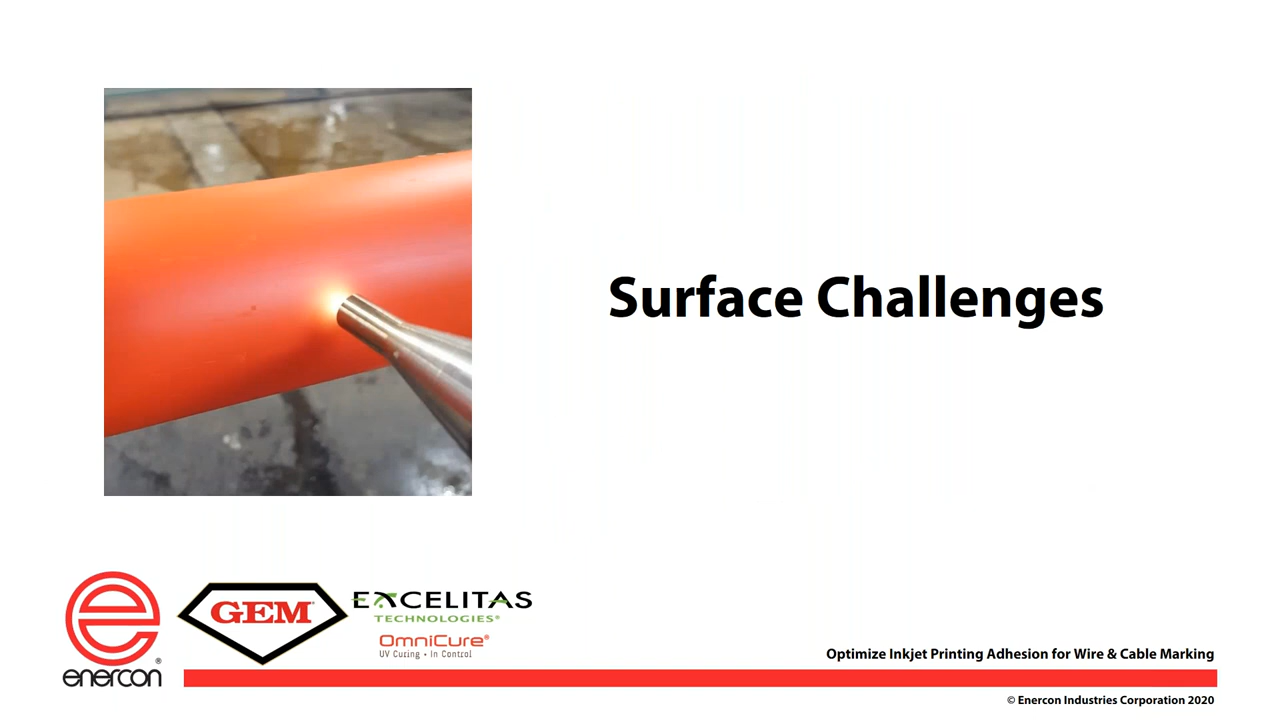 Surface Challenges
enercon®
GEM®
EXCELITAS
TECHNOLOGIES®
OmniCure®
UV Curing • In Control
Optimize Inkjet Printing Adhesion for Wire & Cable Marking
© Enercon Industries Corporation 2020